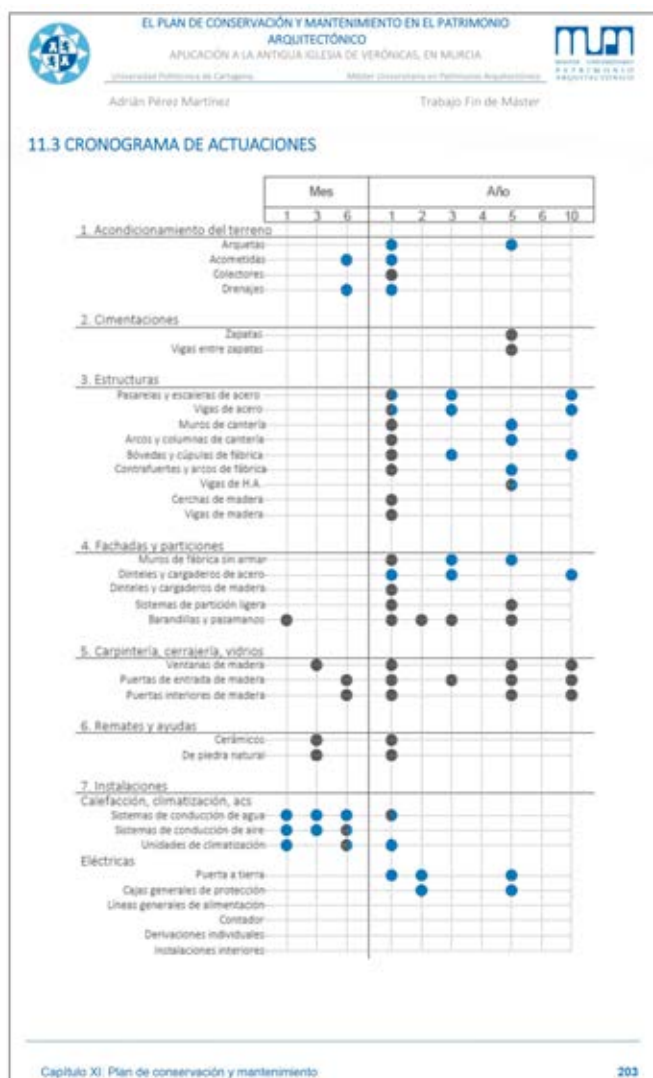 EL PLAN DE CONSERVACIÓN Y MANTENIMIENTO EN EL PATRIMONIO
ARQUITECTÓNICO
APLICACIÓN A LA ANTIGUA IGLESIA DE VERÓNICAS, EN MURCIA
Universidad Politécnica de Cartagena
Máster Universitario en Patrimonio Arquitectónico
MÁSTER UNIVERSITARIO
PATRIMONIO
ARQUITECTÓNICO
Adrián Pérez Martínez
Trabajo Fin de Máster
11.3 CRONOGRAMA DE ACTUACIONES
Mes Año
1 3 6 1 2 3 4 5 6 10
1. Acondicionamiento del terreno
Arquetas
Acometidas
Colectores
Drenajes
2. Cimentaciones
Zapatas
Vigas entre zapatas
3. Estructuras
Pasarelas y escaleras de acero
Vigas de acero
Muros de cantería
Arcos y columnas de cantería
Bóvedas y cúpulas de fábrica
Contrafuertes y arcos de fábrica
Vigas de H.A.
Cerchas de madera
Vigas de madera
4. Fachadas y particiones
Muros de fábrica sin armar
Dinteles y cargaderos de acero
Dinteles y cargaderos de madera
Sistemas de partición ligera
Barandillas y pasamanos
5. Carpintería, cerrajería, vidrios
Ventanas de madera
Puertas de entrada de madera
Puertas interiores de madera
6. Remates y ayudas
Cerámicos
De piedra natural
7. Instalaciones
Calefacción, climatización, acs
Sistemas de conducción de agua
Sistemas de conducción de aire
Unidades de climatización
Eléctricas
Puerta a tierra
Cajas generales de protección
Líneas generales de alimentación
Contador
Derivaciones individuales
Instalaciones interiores
Capítulo XI: Plan de conservación y mantenimiento
203